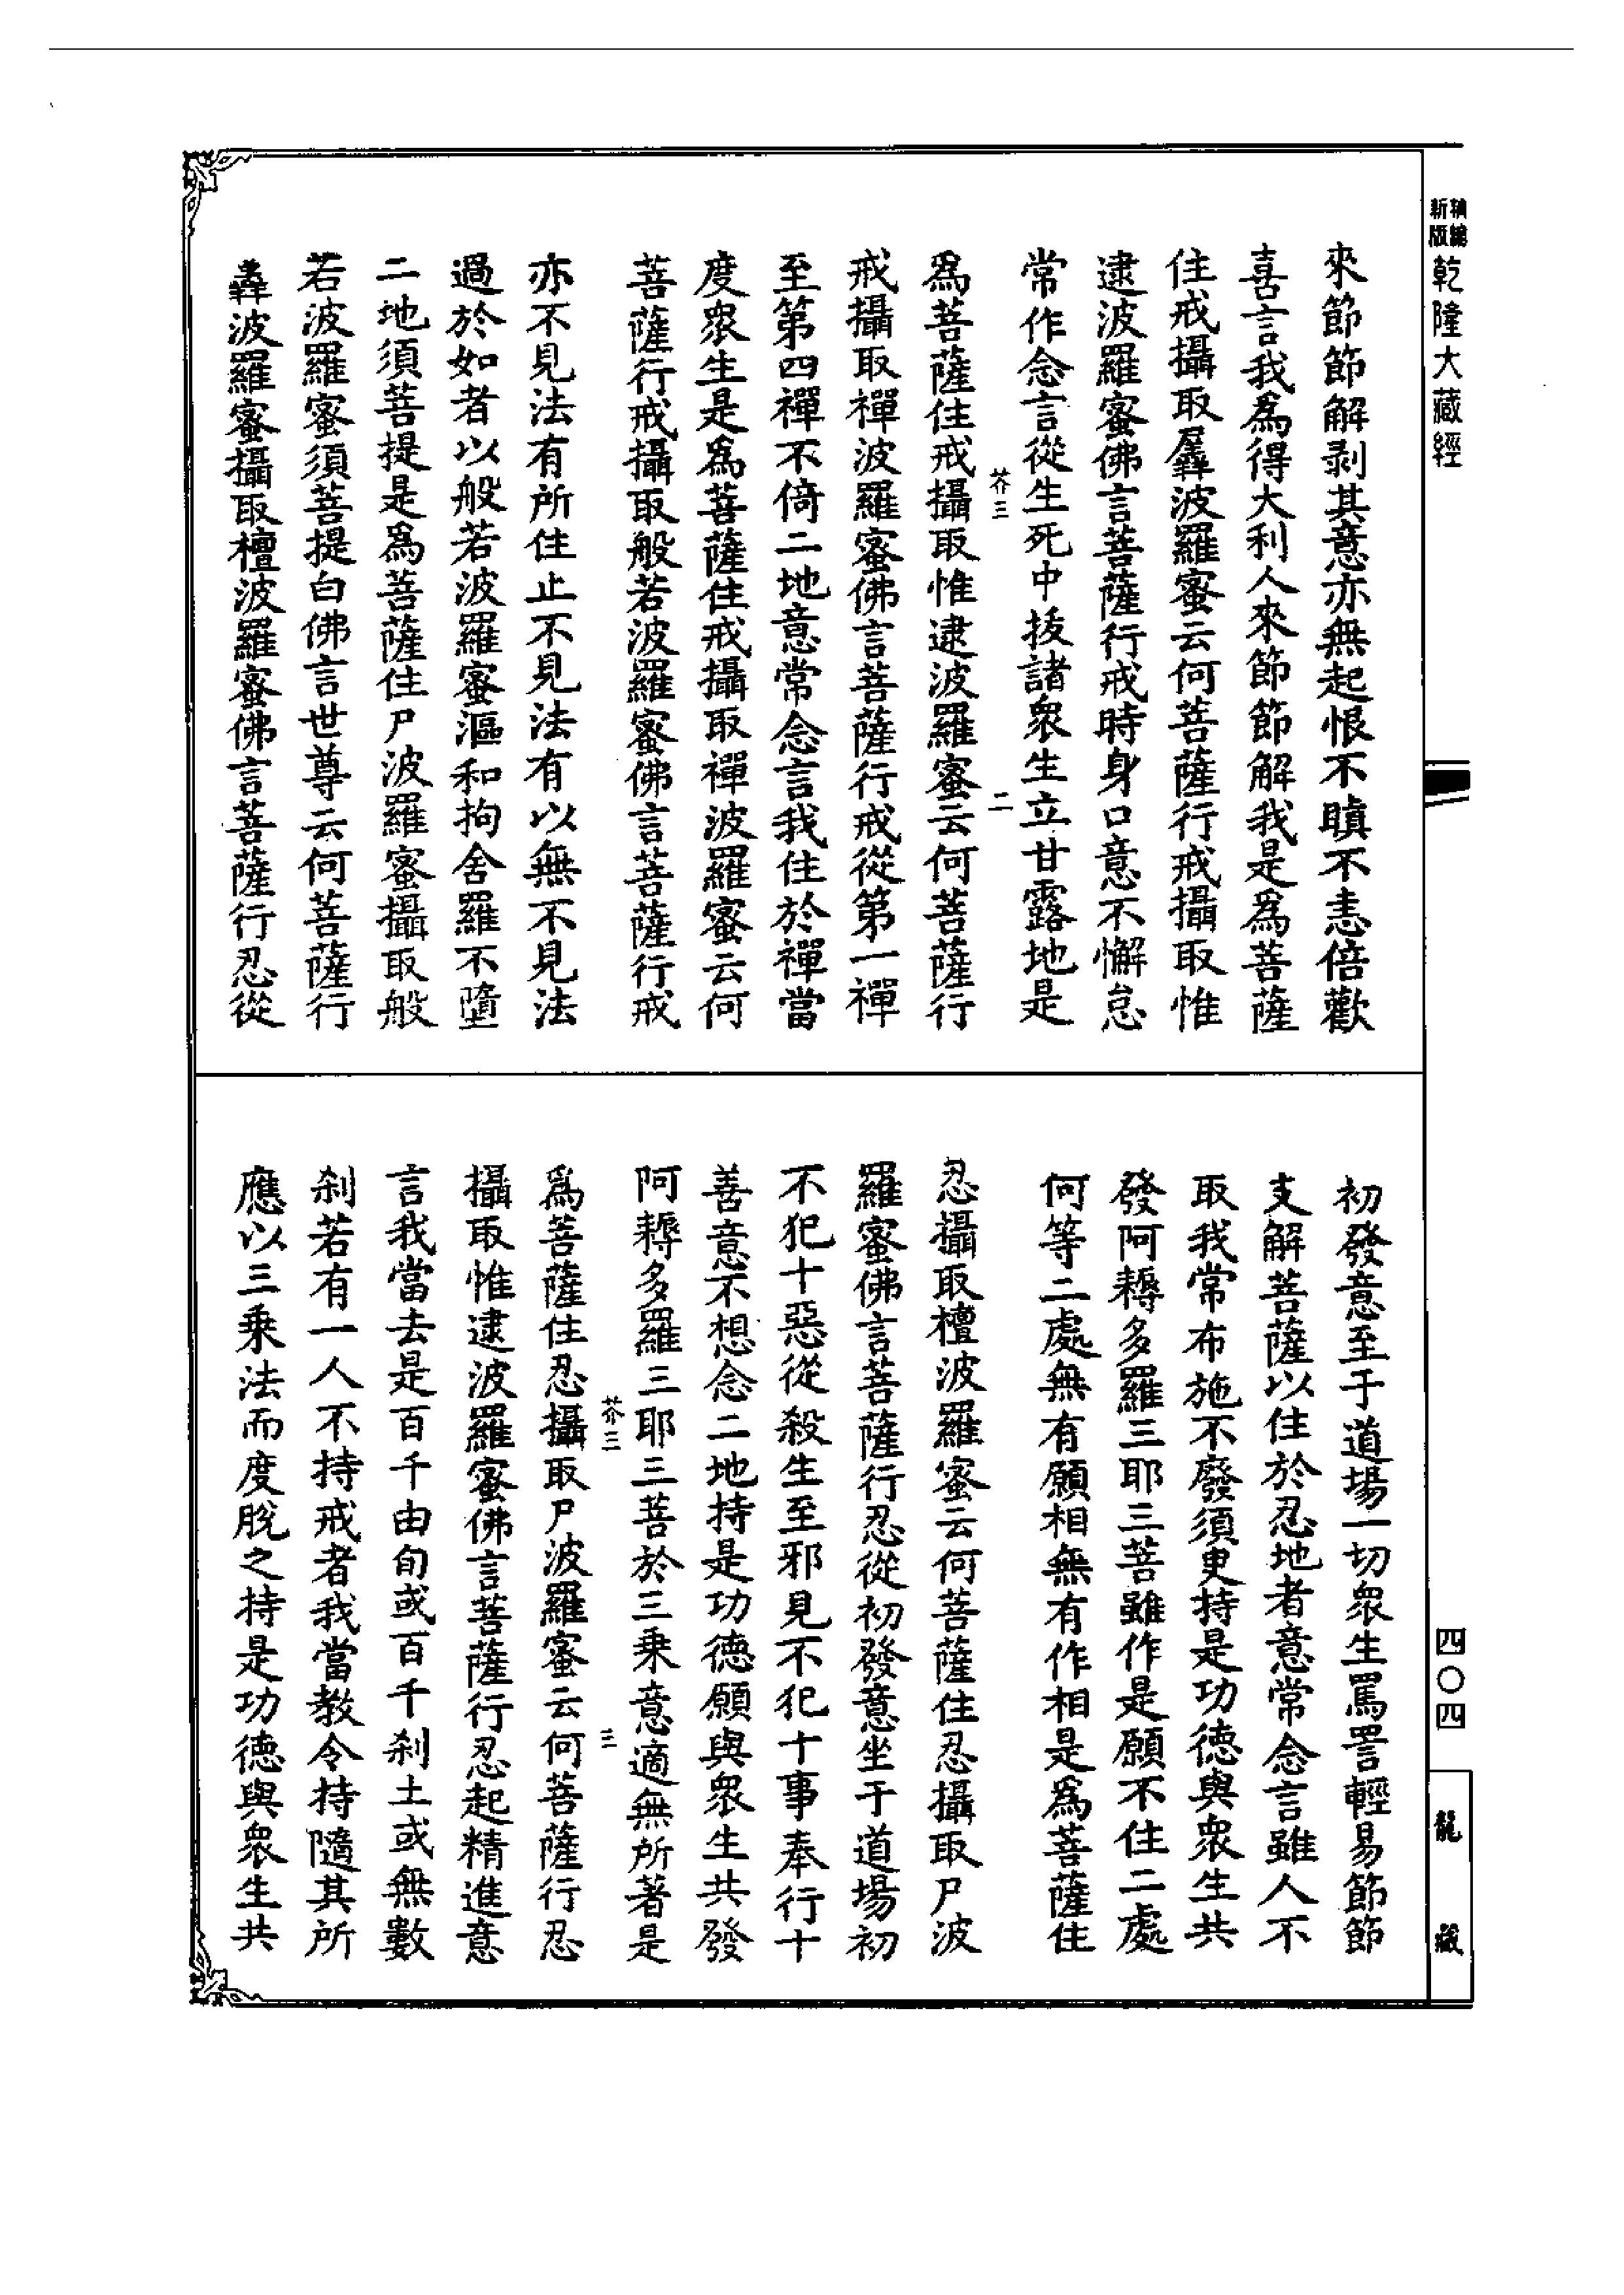 新版精編
乾隆大藏經
來節節解剥其意亦無起恨不瞋不恚倍歡
喜言我爲得大利人來節節解我是爲菩薩
住戒攝取羼波羅蜜云何菩薩行戒攝取惟
逮波羅蜜佛言菩薩行戒時身口意不懈怠
常作念言從生死中拔諸衆生立甘露地是
芥三 二
爲菩薩住戒攝取惟逮波羅蜜云何菩薩行
戒攝取禪波羅蜜佛言菩薩行戒從第一禪
至第四禪不倚二地意常念言我住於禪當
度衆生是爲菩薩住戒攝取禪波羅蜜云何
菩薩行戒攝取般若波羅蜜佛言菩薩行戒
亦不見法有所住止不見法有以無不見法
過於如者以般若波羅蜜漚和拘舍羅不墮
二地須菩提是爲菩薩住尸波羅蜜攝取般
若波羅蜜須菩提白佛言世尊云何菩薩行
羼波羅蜜攝取檀波羅蜜佛言菩薩行忍從
初發意至于道場一切衆生罵詈輕易節節
支解菩薩以住於忍地者意常念言雖人不
取我常布施不廢須更持是功德與衆生共
發阿耨多羅三耶三菩雖作是願不住二處
何等二處無有願相無有作相是爲菩薩住
忍攝取檀波羅蜜云何菩薩住忍攝取尸波
羅蜜佛言菩薩行忍從初發意坐于道場初
不犯十惡從殺生至邪見不犯十事奉行十
善意不想念二地持是功德願與衆生共發
阿耨多羅三耶三菩於三乘意適無所著是
芥三 三
爲菩薩住忍攝取尸波羅蜜云何菩薩行忍
攝取惟逮波羅蜜佛言菩薩行忍起精進意
言我當去是百千由旬或百千刹土或無數
刹若有一人不持戒者我當教令持隨其所
應以三乘法而度脫之持是功德與衆生共
四〇四
龍藏